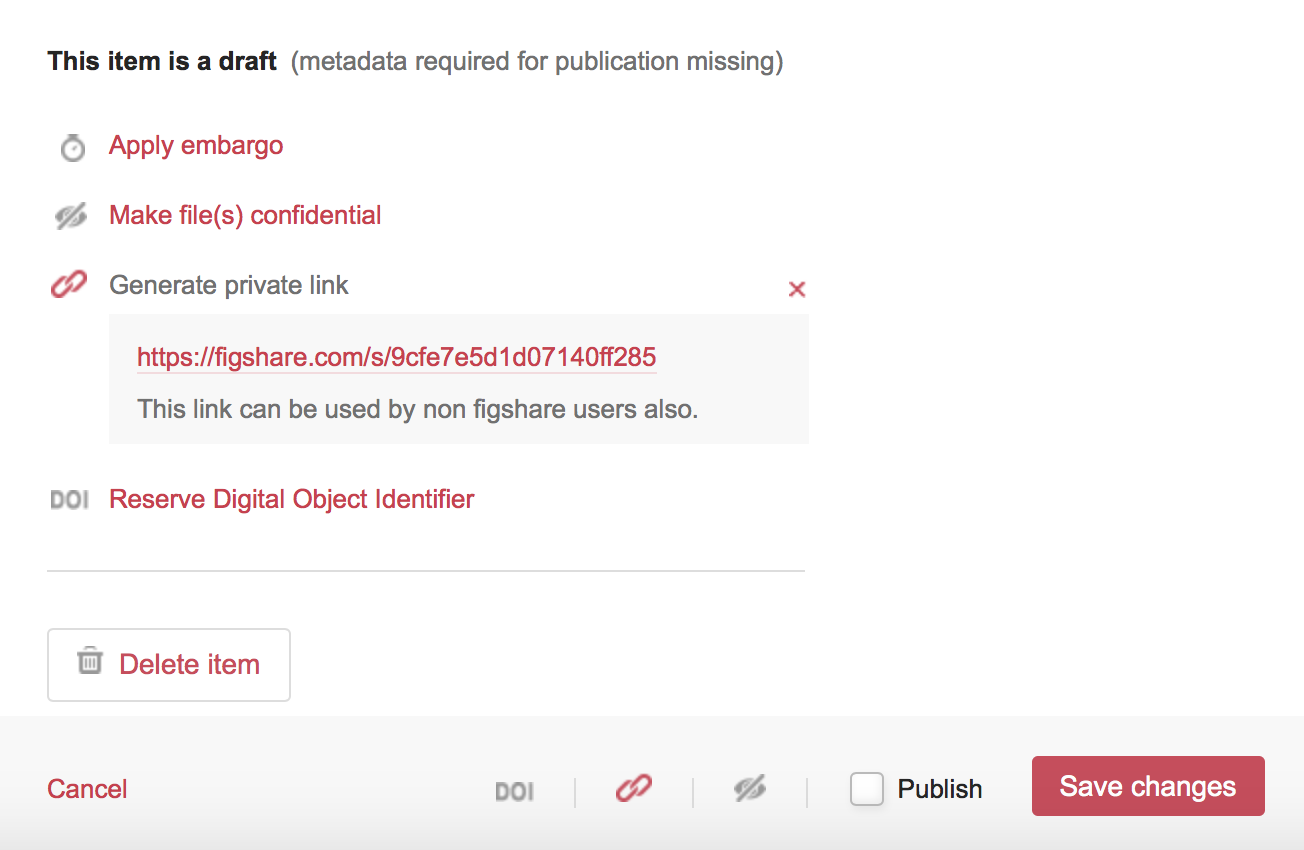 This item is a draft (metadata required for publication missing)
Apply embargo
Make file(s) confidential
Generate private link
https://figshare.com/s/9cfe7e5d1d07140ff285
This link can be used by non figshare users also.
DOI Reserve Digital Object Identifier
Delete item
Cancel DOI Publish Save changes